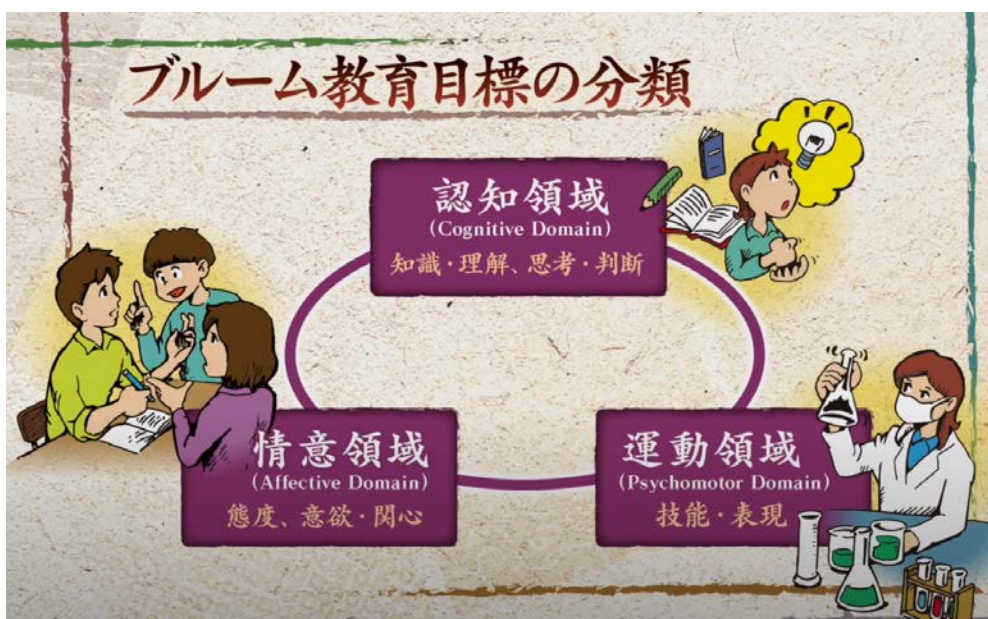 ブルーム教育目標の分類
認知領域
(Cognitive Domain)
知識・理解、思考・判断
情意領域
(Affective Domain)
態度、意欲・関心
運動領域
(Psychomotor Domain)
技能・表現